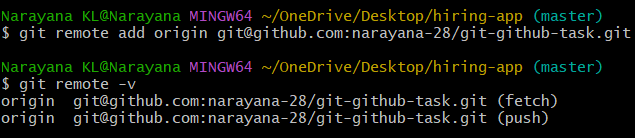 Narayana KL@Narayana MINGW64 ~/OneDrive/Desktop/hiring-app (master)
$ git remote add origin git@github.com:narayana-28/git-github-task.git
Narayana KL@Narayana MINGW64 ~/OneDrive/Desktop/hiring-app (master)
$ git remote -v
origin  git@github.com:narayana-28/git-github-task.git (fetch)
origin  git@github.com:narayana-28/git-github-task.git (push)